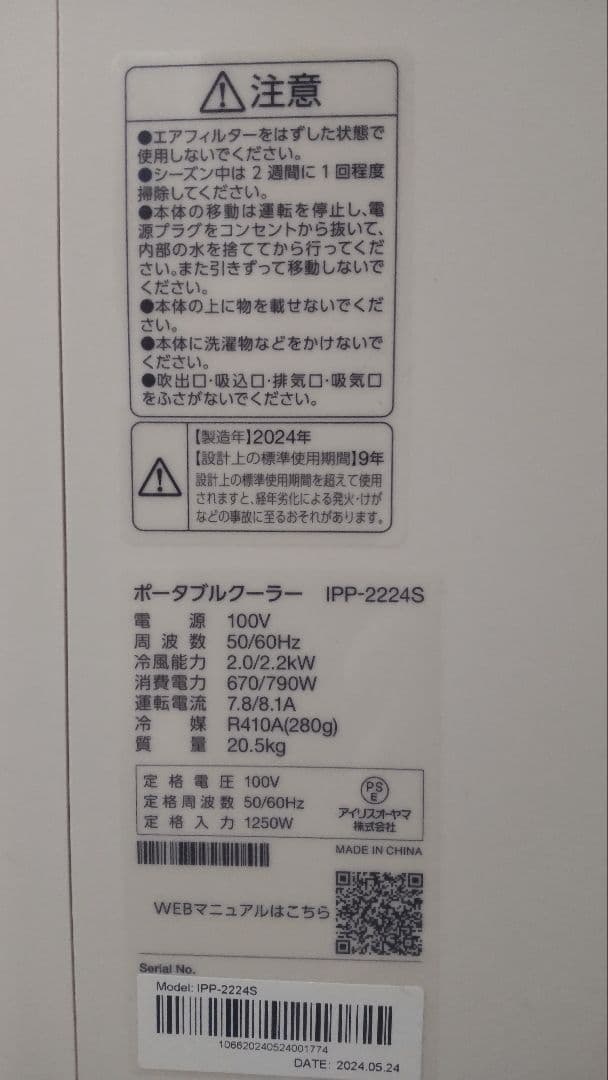 注意
●エアフィルターをはずした状態で
使用しないでください。
●シーズン中は2週間に1回程度
掃除してください。
●本体の移動は運転を停止し、電
源プラグをコンセントから抜いて、
内部の水を捨ててから行ってくだ
さい。また引きずって移動しないで
ください。
●本体の上に物を載せないでくだ
さい。
●本体に洗濯物などをかけないで
ください。
●吹出口・吸込口・排気口・吸気口
をふさがないでください。
【製造年】2024年
【設計上の標準使用期間】9年
設計上の標準使用期間を超えて使用
されますと、経年劣化による発火・けが
などの事故に至るおそれがあります。
ポータブルクーラー IPP-2224S
電源 100V
周波数 50/60Hz
冷風能力 2.0/2.2kW
消費電力 670/790W
運転電流 7.8/8.1A
冷媒 R410A(280g)
質量 20.5kg
定格電圧 100V
定格周波数 50/60Hz
定格入力 1250W
PS
E
アイリスオーヤマ
株式会社
MADE IN CHINA
WEBマニュアルはこちら
Serial No.
Model: IPP-2224S
106620240524001774
DATE: 2024.05.24